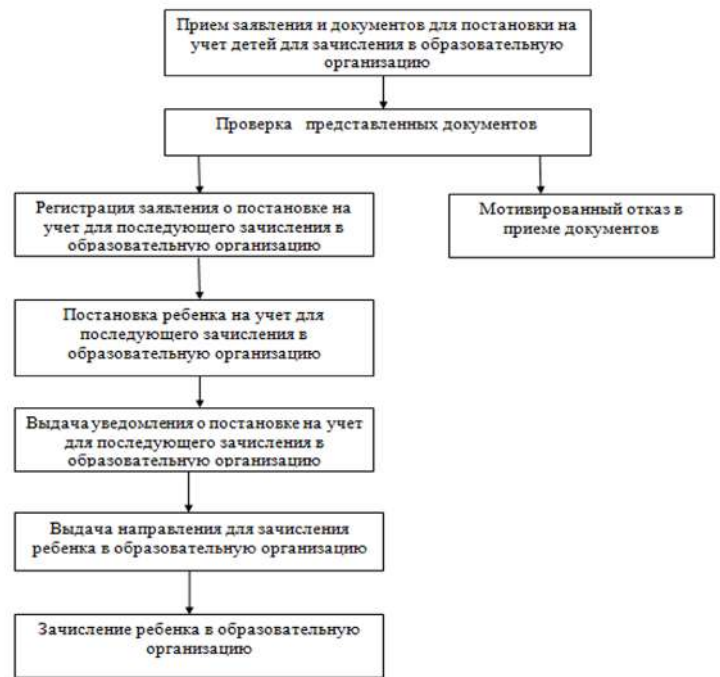 Прием заявления и документов для постановки на
учет детей для зачисления в образовательную
организацию
Проверка представленных документов
Регистрация заявления о постановке на
учет для последующего зачисления в
образовательную организацию
Мотивированный отказ в
приеме документов
Постановка ребенка на учет для
последующего зачисления в
образовательную организацию
Выдача уведомления о постановке на учет
для последующего зачисления в
образовательную организацию
Выдача направления для зачисления
ребенка в образовательную организацию
Зачисление ребенка в образовательную
организацию